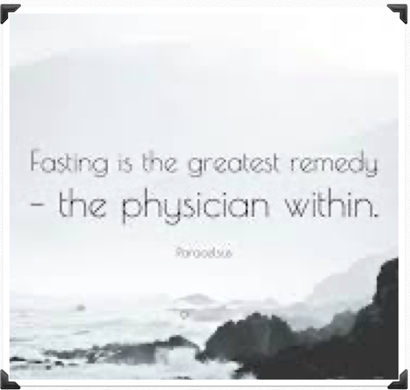 Fasting is the greatest remedy
– the physician within.
Paracelsus